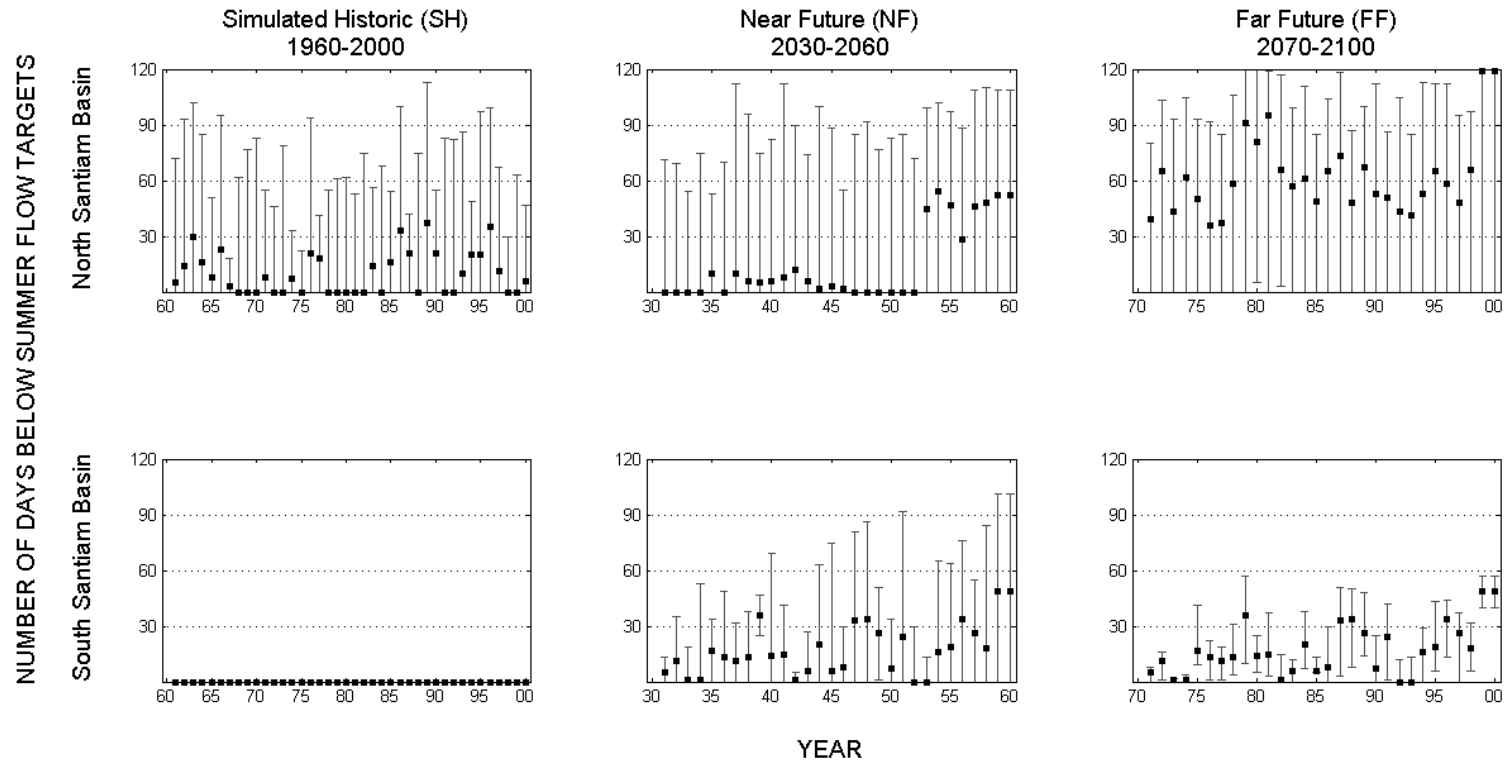 NUMBER OF DAYS BELOW SUMMER FLOW TARGETS
Simulated Historic (SH)
1960-2000
Near Future (NF)
2030-2060
Far Future (FF)
2070-2100
North Santiam Basin
120
90
60
30
60 65 70 75 80 85 90 95 00
120
90
60
30
30 35 40 45 50 55 60
120
90
60
30
70 75 80 85 90 95 00
South Santiam Basin
120
90
60
30
60 65 70 75 80 85 90 95 00
120
90
60
30
30 35 40 45 50 55 60
120
90
60
30
70 75 80 85 90 95 00
YEAR